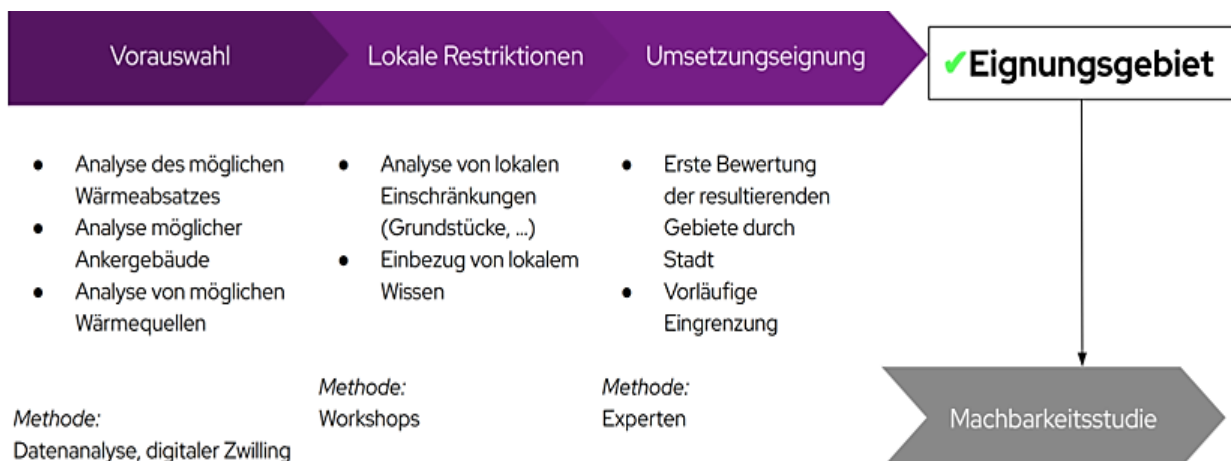 Vorauswahl
Lokale Restriktionen
Umsetzungseignung
✔Eignungsgebiet
● Analyse des möglichen
Wärmeabsatzes
● Analyse möglicher
Ankergebäude
● Analyse von möglichen
Wärmequellen
Methode:
Datenanalyse, digitaler Zwilling
● Analyse von lokalen
Einschränkungen
(Grundstücke, ...)
● Einbezug von lokalem
Wissen
Methode:
Workshops
● Erste Bewertung
der resultierenden
Gebiete durch
Stadt
● Vorläufige
Eingrenzung
Methode:
Experten
Machbarkeitsstudie